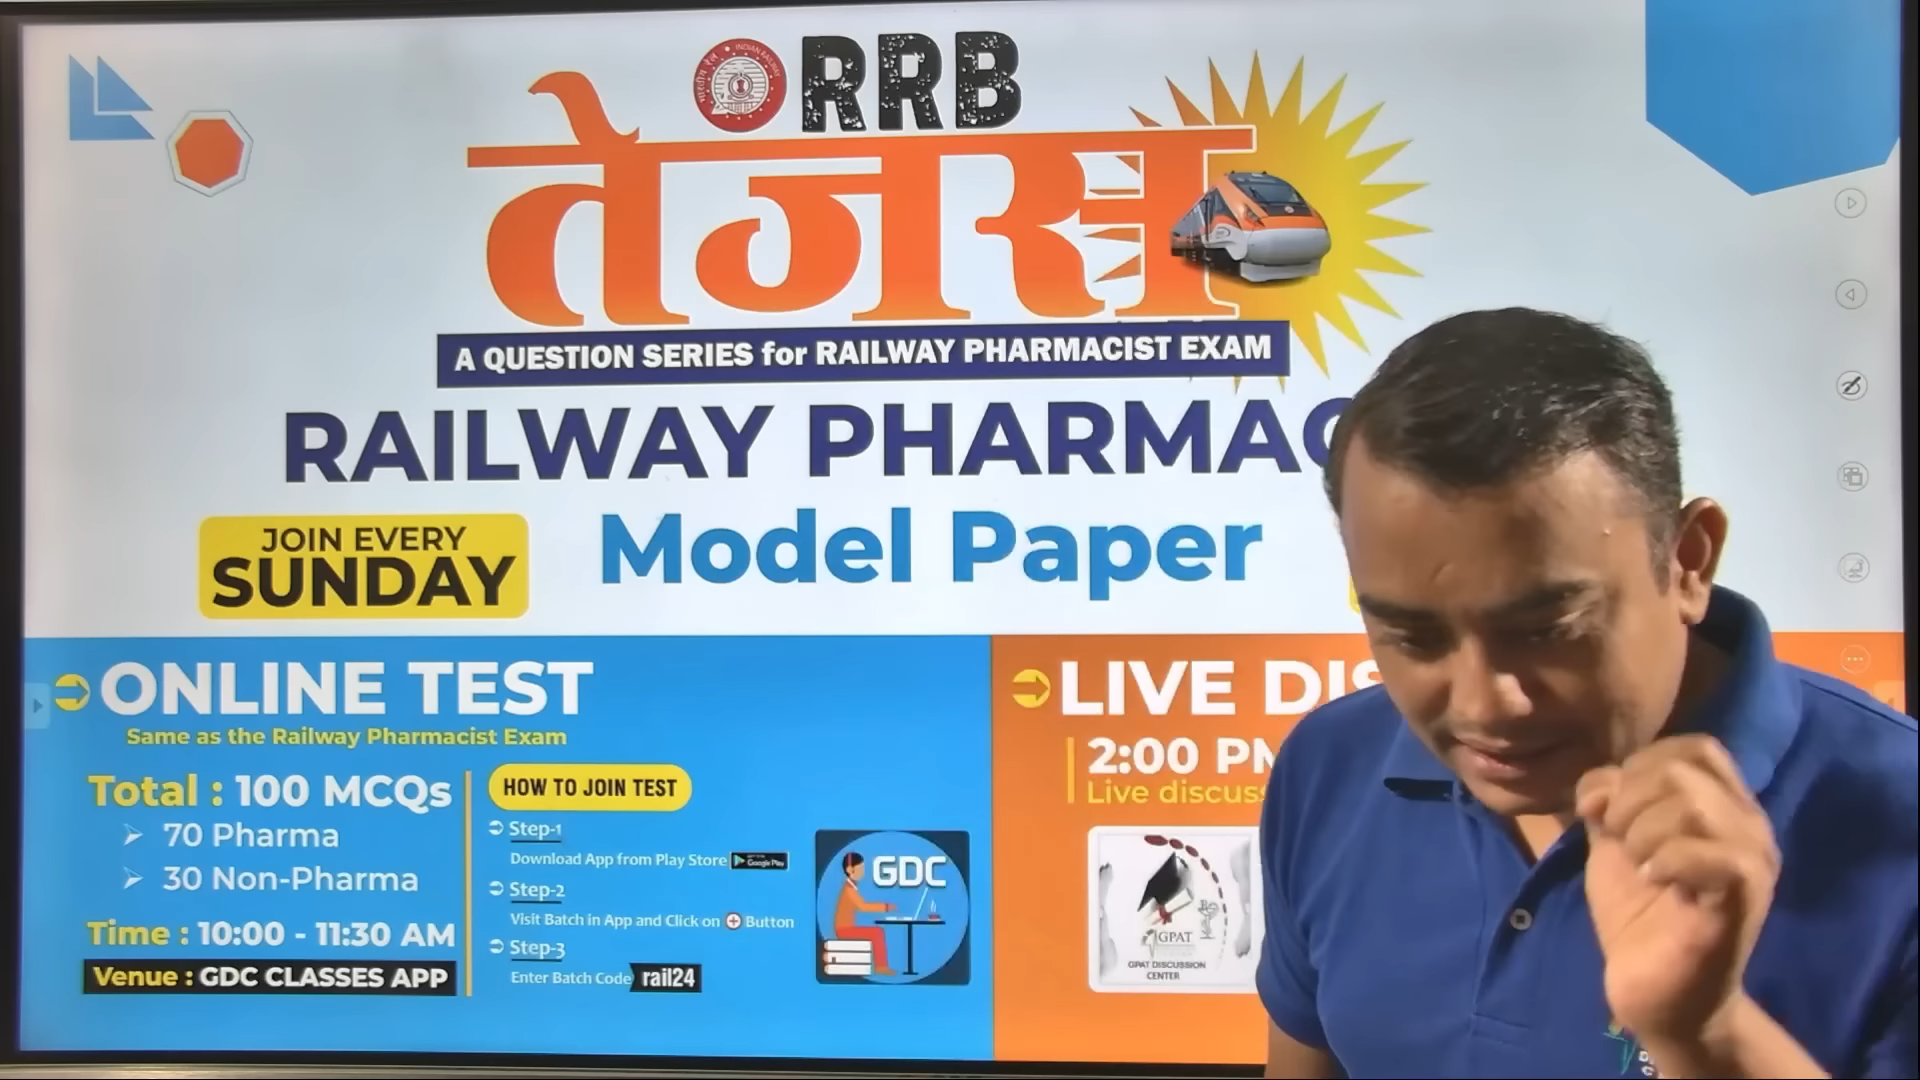 RRB
तेजस
A QUESTION SERIES for RAILWAY PHARMACIST EXAM
RAILWAY PHARMAC
JOIN EVERY
SUNDAY
Model Paper
ONLINE TEST
Same as the Railway Pharmacist Exam
Total : 100 MCQs
70 Pharma
30 Non-Pharma
Time : 10:00 - 11:30 AM
Venue : GDC CLASSES APP
HOW TO JOIN TEST
Step-1
Download App from Play Store
Google Play
Step-2
Visit Batch in App and Click on + Button
Step-3
Enter Batch Code rail24
GDC
LIVE DIS
2:00 PM
Live discuss
GPAT
GPAT DISCUSSION
CENTER